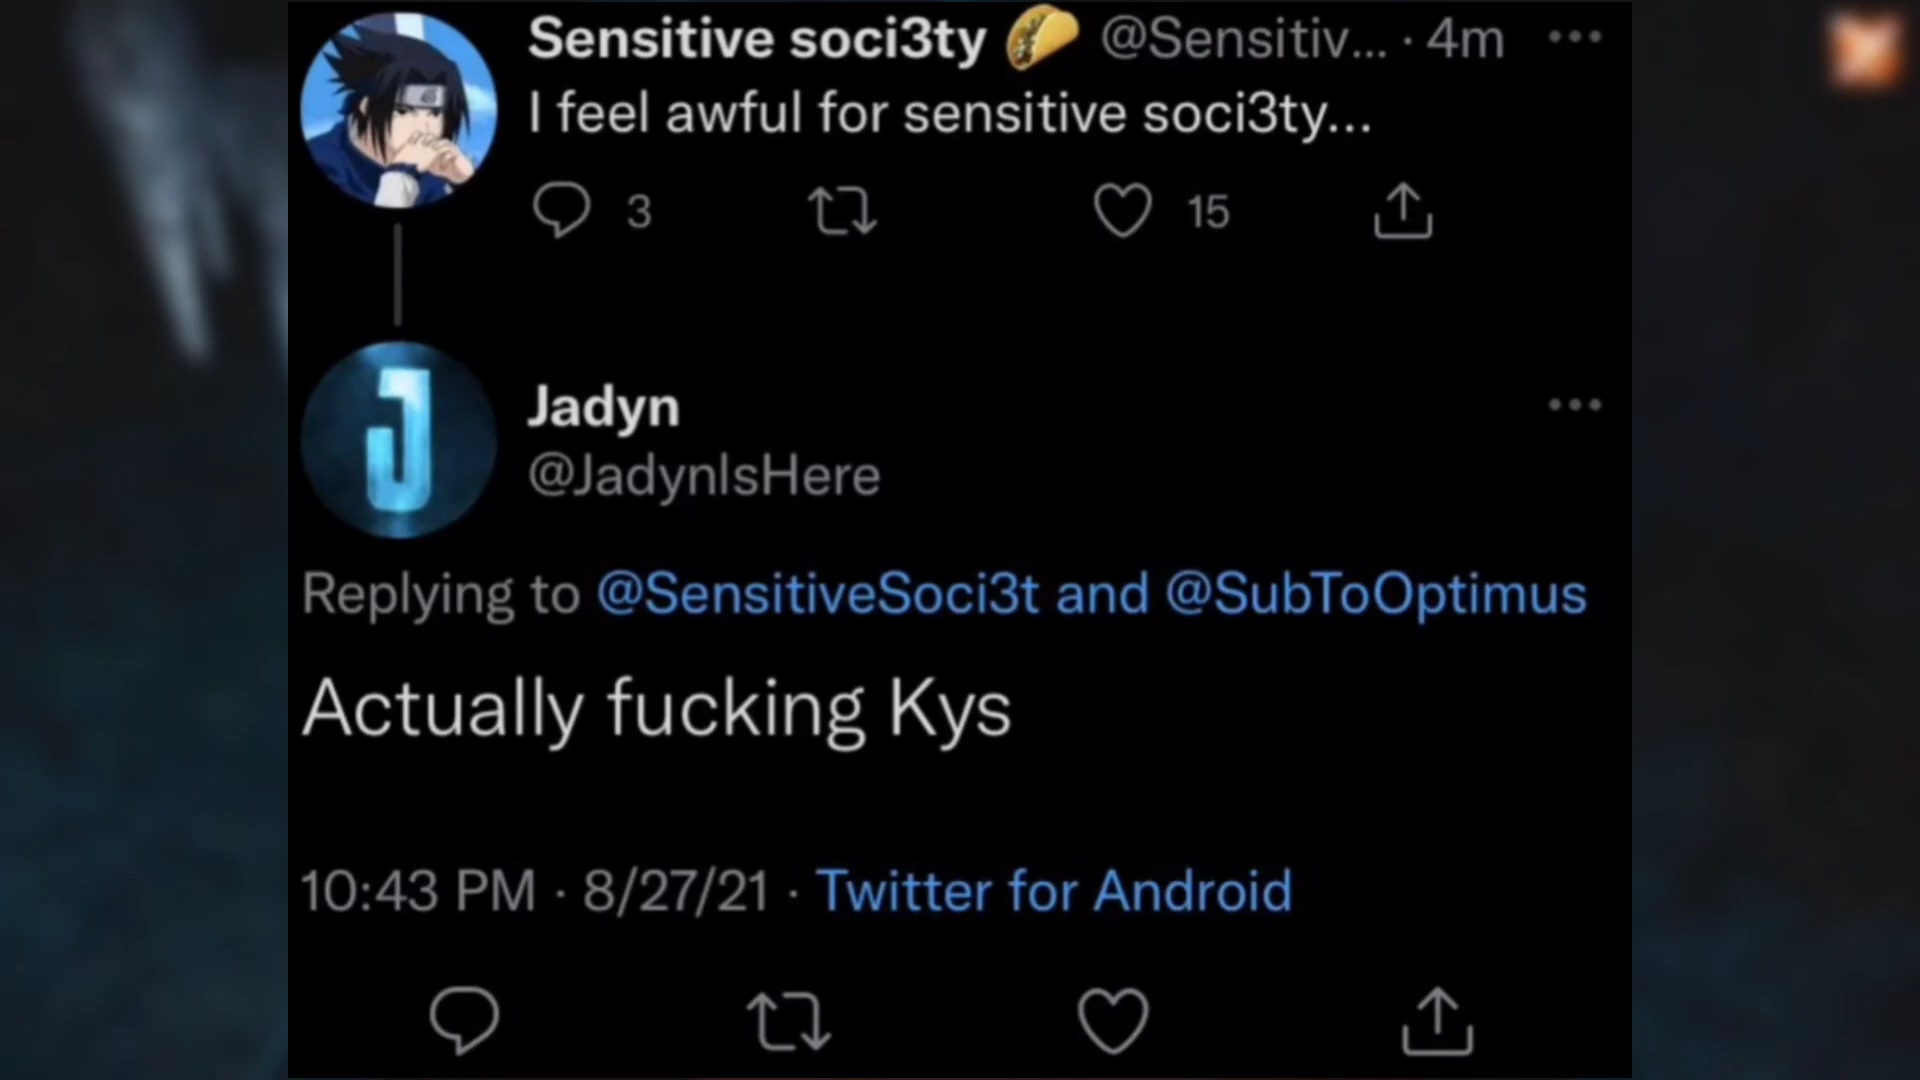 Sensitive soci3ty 🌮 @Sensitiv... · 4m
I feel awful for sensitive soci3ty...
3 15
J
Jadyn
@JadynIsHere
Replying to @SensitiveSoci3t and @SubToOptimus
Actually fucking Kys
10:43 PM · 8/27/21 · Twitter for Android